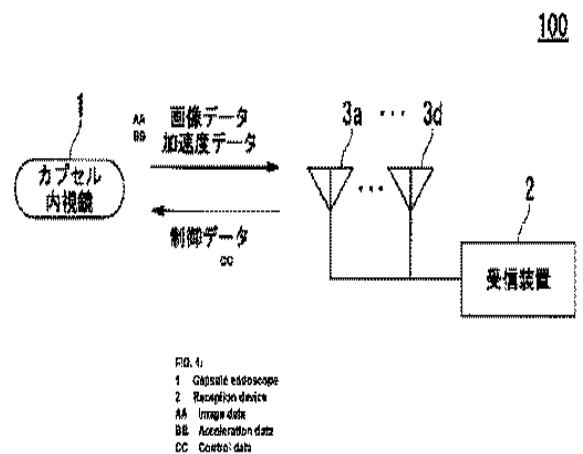 100
1
AA 画像データ
BB 加速度データ
3a ... 3d
カプセル
内視鏡
制御データ
CC
2
受信装置
FIG. 1:
1 Capsule endoscope
2 Reception device
AA Image data
BB Acceleration data
CC Control data